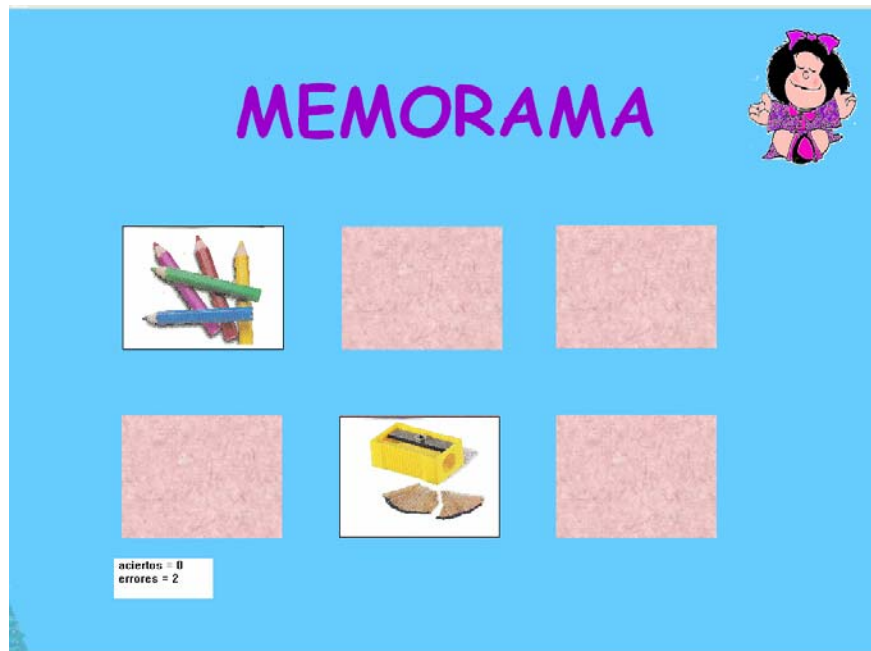 MEMORAMA
aciertos = 0
errores = 2